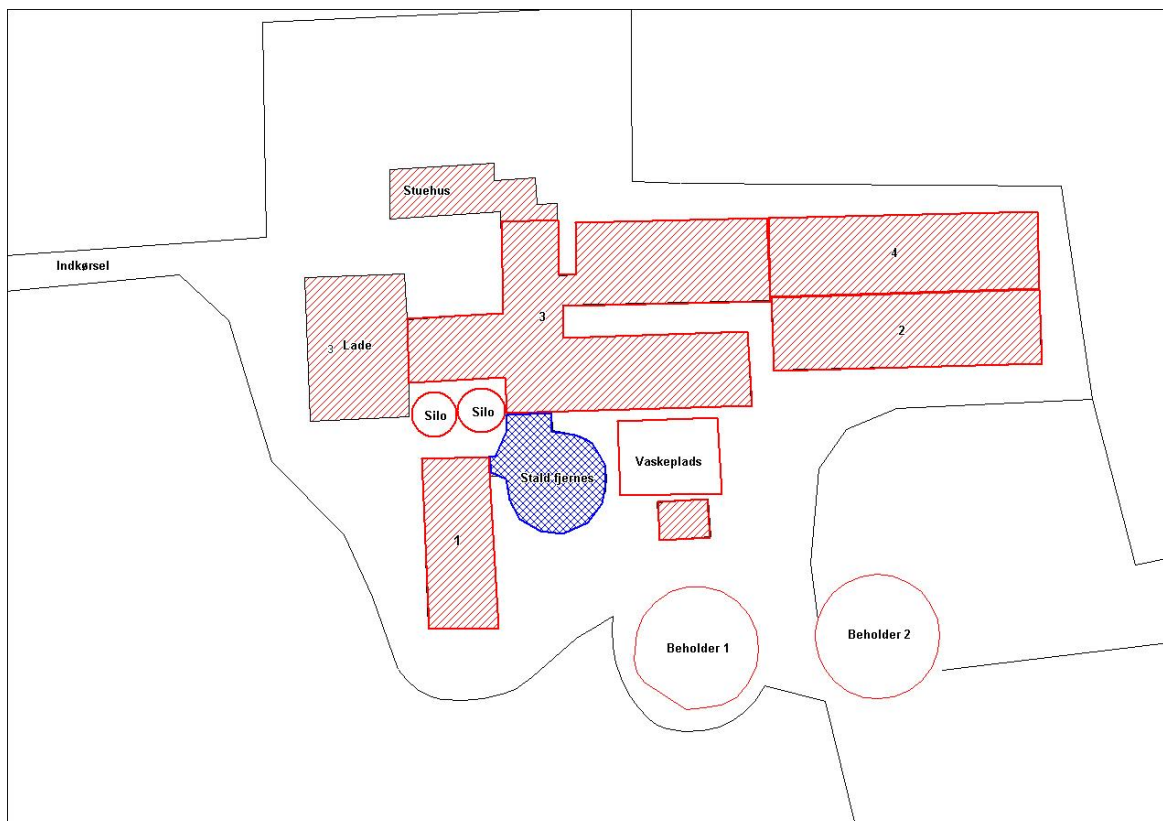 Stuehus
4
Indkørsel
3
2
3 Lade
Silo
Silo
Vaskeplads
Stald fjernes
1
Beholder 2
Beholder 1